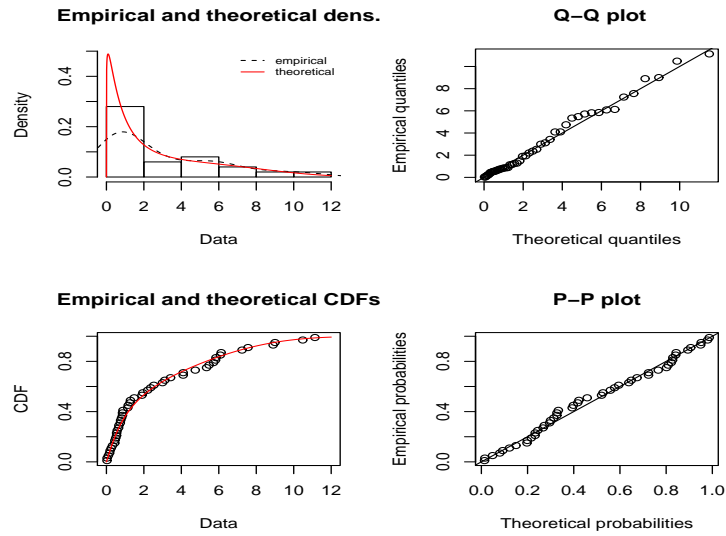 Empirical and theoretical dens.
Density
0.0 0.2 0.4
empirical
theoretical
0 2 4 6 8 10 12
Data
Q−Q plot
Empirical quantiles
0 2 4 6 8
0 2 4 6 8 10
Theoretical quantiles
Empirical and theoretical CDFs
CDF
0.0 0.4 0.8
0 2 4 6 8 10 12
Data
P−P plot
Empirical probabilities
0.0 0.4 0.8
0.0 0.2 0.4 0.6 0.8 1.0
Theoretical probabilities